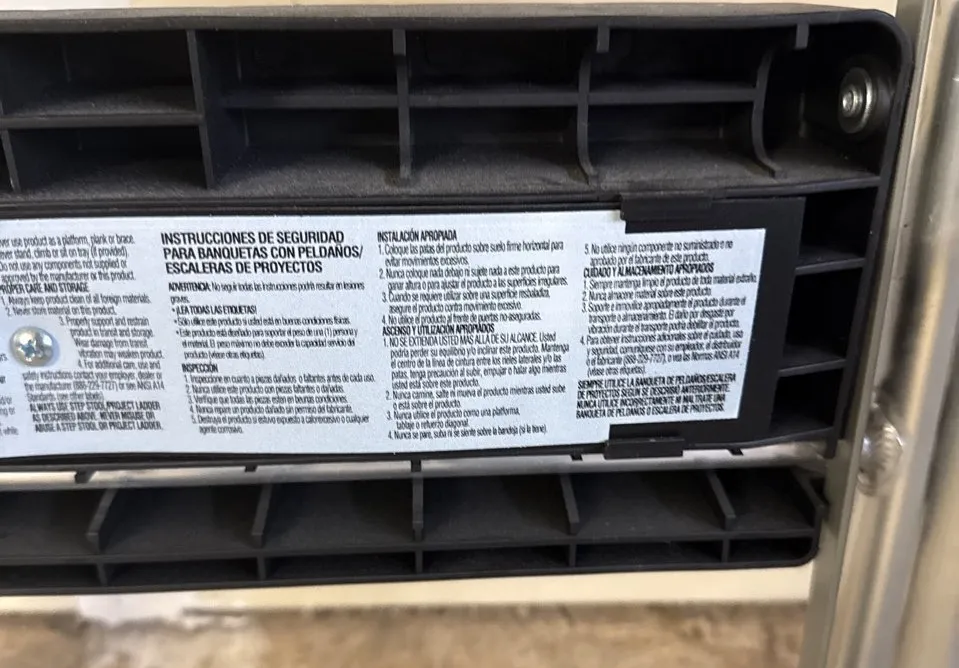 ver use product as a platform, plank or brace.
ever stand, climb or sit on tray (if provided).
Do not use any components not supplied or
approved by the manufacturer or this product.
PROPER CARE AND STORAGE
1. Always keep product clean of all foreign materials.
2. Never store material on this product.
3. Properly support and restrain
product in transit and storage.
Wear damage from transit
vibration may weaken product.
4. For additional care, use and
safety instructions contact your employer, dealer or
the manufacturer (888-229-7727) or see ANSI A14
Standards (see other labels)
ALWAYS USE STEP STOOL/PROJECT LADDER
AS DESCRIBED ABOVE. NEVER MISUSE OR
ABUSE A STEP STOOL OR PROJECT LADDER.
INSTRUCCIONES DE SEGURIDAD
PARA BANQUETAS CON PELDAÑOS/
ESCALERAS DE PROYECTOS
ADVERTENCIA: No seguir todas las instrucciones podría resultar en lesiones
graves.
• ¡LEA TODAS LAS ETIQUETAS!
• Sólo utilice este producto si usted está en buenas condiciones físicas.
• Este producto está diseñado para soportar el peso de una (1) persona y
el material. El peso máximo no debe exceder la capacidad servicio del
producto (véase otras etiquetas).
INSPECCIÓN
1. Inspeccione en cuanto a piezas dañadas o faltantes antes de cada uso.
2. Nunca utilice este producto con piezas faltantes o dañadas.
3. Verifique que todas las piezas estén en buenas condiciones.
4. Nunca repare un producto dañado sin permiso del fabricante.
5. Destruya el producto si estuvo expuesto a calor excesivo o cualquier
agente corrosivo.
INSTALACIÓN APROPIADA
1. Coloque las patas del producto sobre suelo firme horizontal para
evitar movimientos excesivos.
2. Nunca coloque nada debajo ni sujete nada a este producto para
ganar altura o para ajustar el producto a las superficies irregulares.
3. Cuando se requiere utilizar sobre una superficie resbaladiza,
asegure el producto contra movimiento excesivo.
4. No utilice el producto al frente de puertas no-aseguradas.
ASCENSO Y UTILIZACIÓN APROPIADOS
1. NO SE EXTIENDA USTED MAS ALLÁ DE SU ALCANCE. Usted
podría perder su equilibrio y/o inclinar este producto. Mantenga
el centro de la línea de cintura entre los rieles laterales y/o las
patas, tenga precaución al subir, empujar o halar algo mientras
usted está sobre este producto.
2. Nunca camine, salte ni mueva al producto mientras usted sube
o está sobre el producto.
3. Nunca utilice el producto como una plataforma,
tablaje o refuerzo diagonal.
4. Nunca se pare, suba ni se siente sobre la bandeja (si la tiene).
5. No utilice ningún componente no suministrado o no
aprobado por el fabricante de este producto.
CUIDADO Y ALMACENAMIENTO APROPIADOS
1. Siempre mantenga limpio el producto de toda material extraño.
2. Nunca almacene material sobre este producto.
3. Soporte e inmovilice apropiadamente el producto durante el
transporte o almacenamiento. El daño por desgaste por
vibración durante el transporte podría debilitar el producto.
4. Para obtener instrucciones adicionales sobre el cuidado, uso
y seguridad, comuníquese con su empleador, al distribuidor
o el fabricante (888-229-7727), o vea las Normas ANSI A14
(véase otras etiquetas).
SIEMPRE UTILICE LA BANQUETA DE PELDAÑOS/ESCALERA
DE PROYECTOS SEGÚN SE DESCRIBIÓ ANTERIORMENTE.
NUNCA UTILICE INCORRECTAMENTE NI MALTRATE UNA
BANQUETA DE PELDAÑOS O ESCALERA DE PROYECTOS.